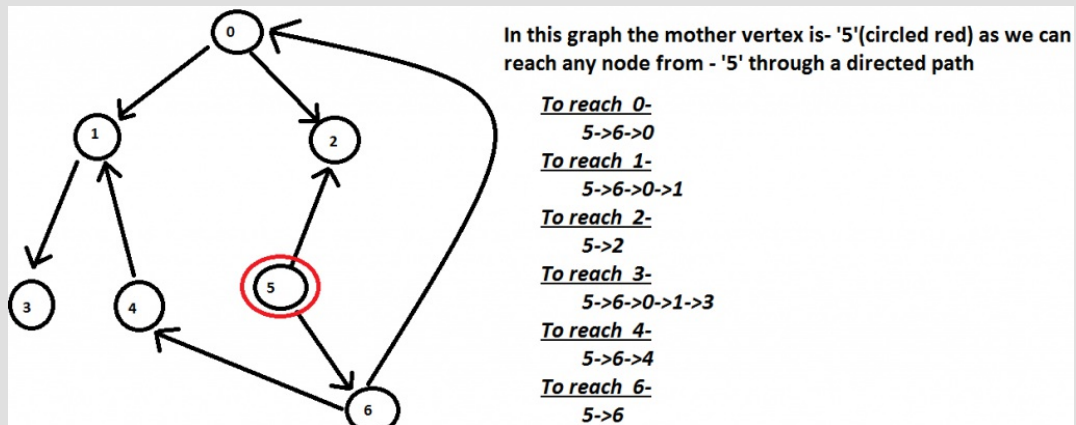 0
In this graph the mother vertex is- '5'(circled red) as we can
reach any node from - '5' through a directed path
1
2
3
4
5
6
To reach 0-
5->6->0
To reach 1-
5->6->0->1
To reach 2-
5->2
To reach 3-
5->6->0->1->3
To reach 4-
5->6->4
To reach 6-
5->6